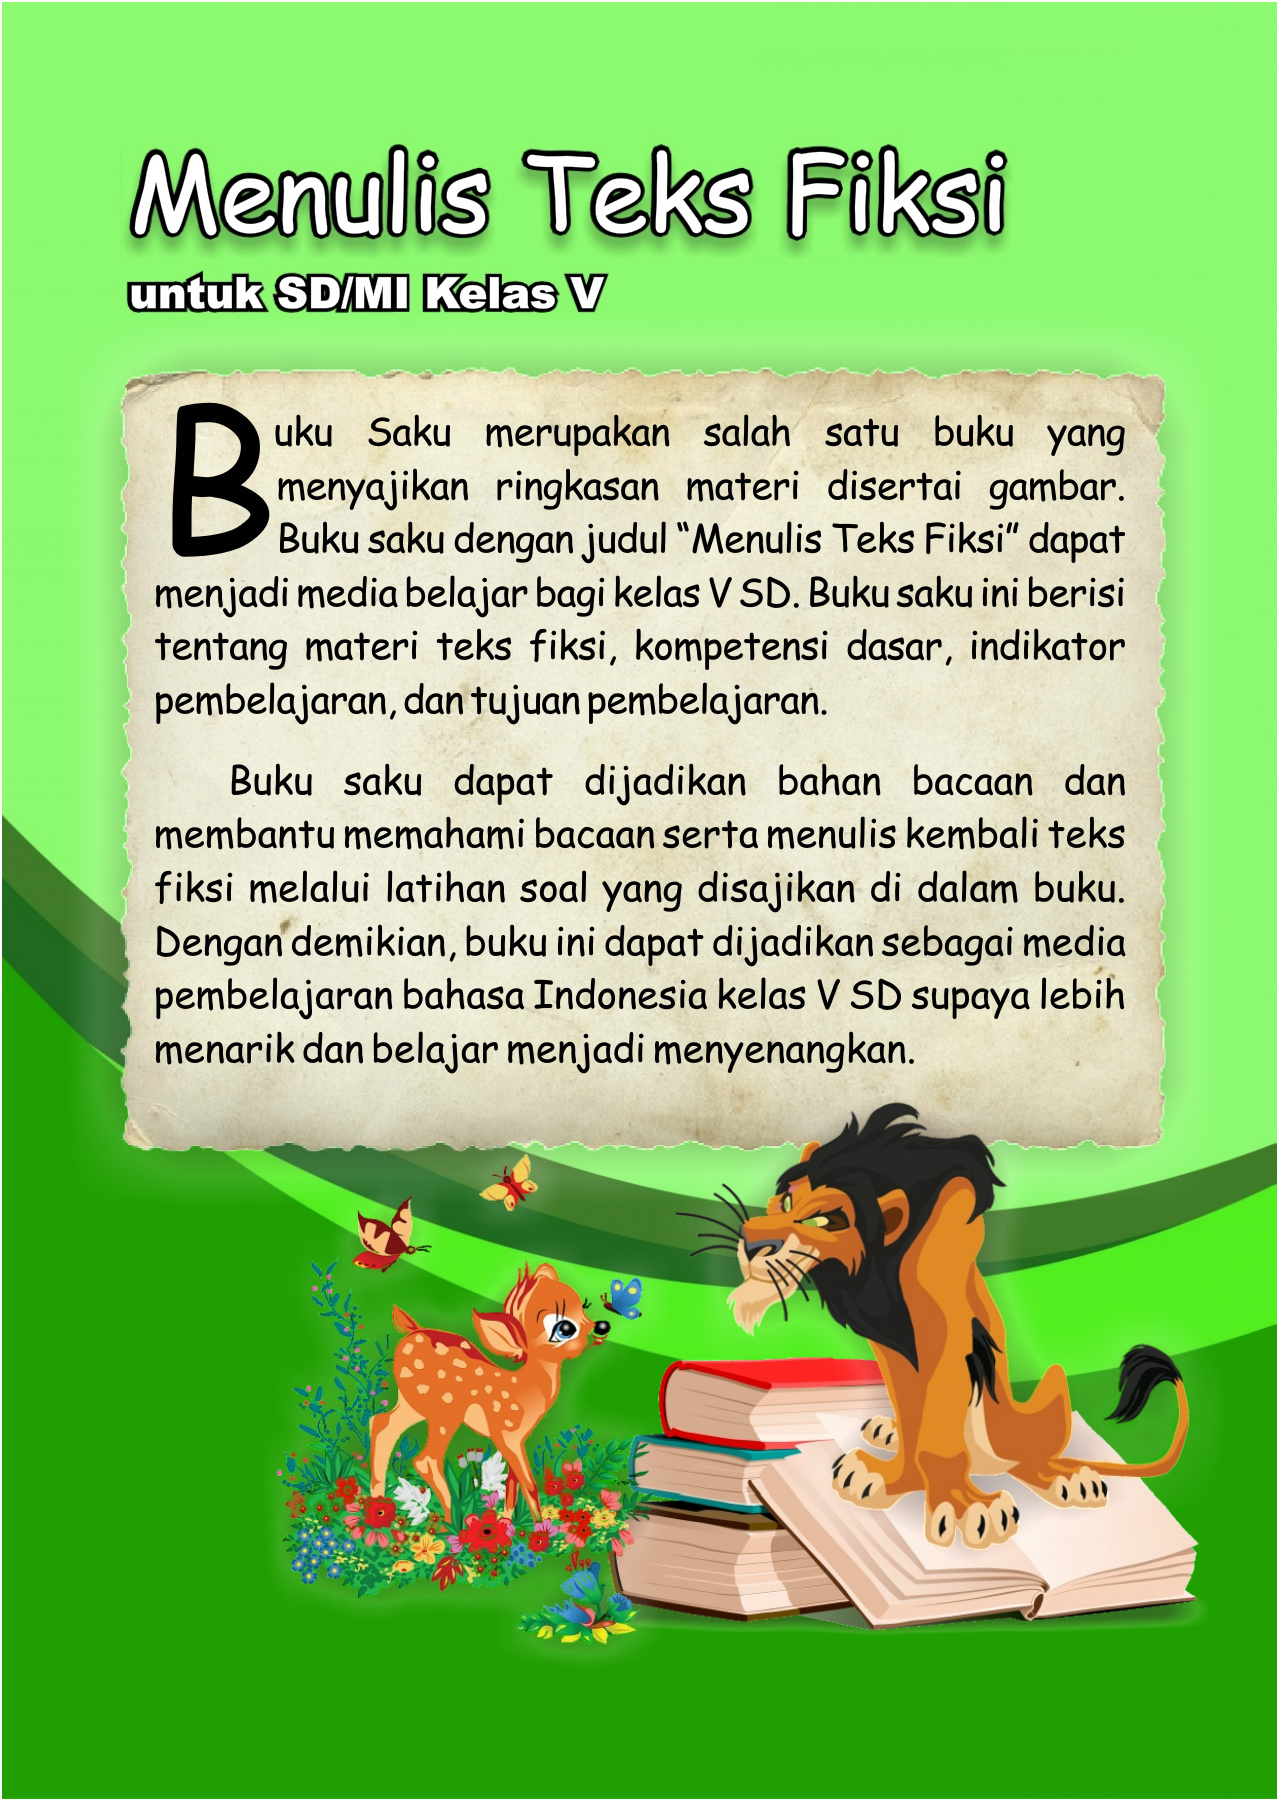 Menulis Teks Fiksi
untuk SD/MI Kelas V
Buku Saku merupakan salah satu buku yang
menyajikan ringkasan materi disertai gambar.
Buku saku dengan judul “Menulis Teks Fiksi” dapat
menjadi media belajar bagi kelas V SD. Buku saku ini berisi
tentang materi teks fiksi, kompetensi dasar, indikator
pembelajaran, dan tujuan pembelajaran.
Buku saku dapat dijadikan bahan bacaan dan
membantu memahami bacaan serta menulis kembali teks
fiksi melalui latihan soal yang disajikan di dalam buku.
Dengan demikian, buku ini dapat dijadikan sebagai media
pembelajaran bahasa Indonesia kelas V SD supaya lebih
menarik dan belajar menjadi menyenangkan.